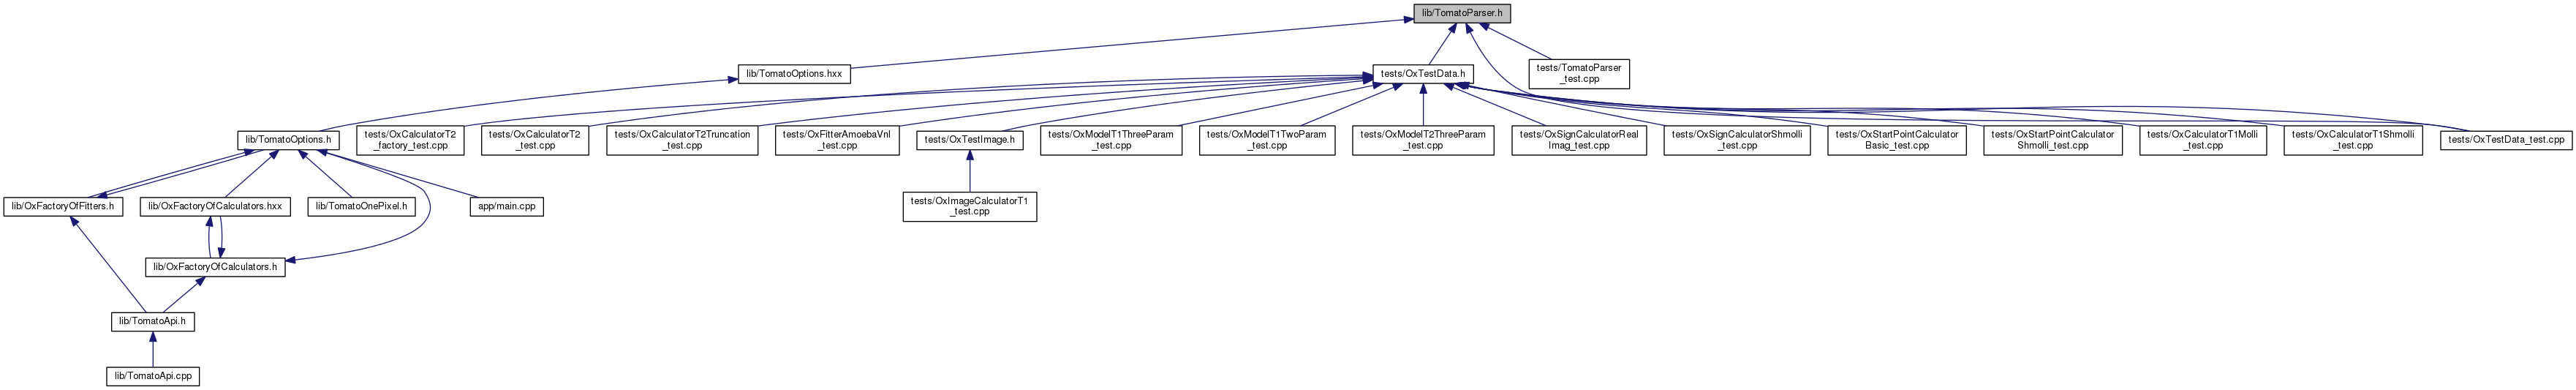 lib/TomatoParser.h
lib/TomatoOptions.hxx
tests/OxTestData.h
tests/TomatoParser
_test.cpp
lib/TomatoOptions.h
tests/OxCalculatorT2
_factory_test.cpp
tests/OxCalculatorT2
_test.cpp
tests/OxCalculatorT2Truncation
_test.cpp
tests/OxFitterAmoebaVnl
_test.cpp
tests/OxTestImage.h
tests/OxModelT1ThreeParam
_test.cpp
tests/OxModelT1TwoParam
_test.cpp
tests/OxModelT2ThreeParam
_test.cpp
tests/OxSignCalculatorReal
Imag_test.cpp
tests/OxSignCalculatorShmolli
_test.cpp
tests/OxStartPointCalculator
Basic_test.cpp
tests/OxStartPointCalculator
Shmolli_test.cpp
tests/OxCalculatorT1Molli
_test.cpp
tests/OxCalculatorT1Shmolli
_test.cpp
tests/OxTestData_test.cpp
lib/OxFactoryOfFitters.h
lib/OxFactoryOfCalculators.hxx
lib/TomatoOnePixel.h
app/main.cpp
tests/OxImageCalculatorT1
_test.cpp
lib/OxFactoryOfCalculators.h
lib/TomatoApi.h
lib/TomatoApi.cpp